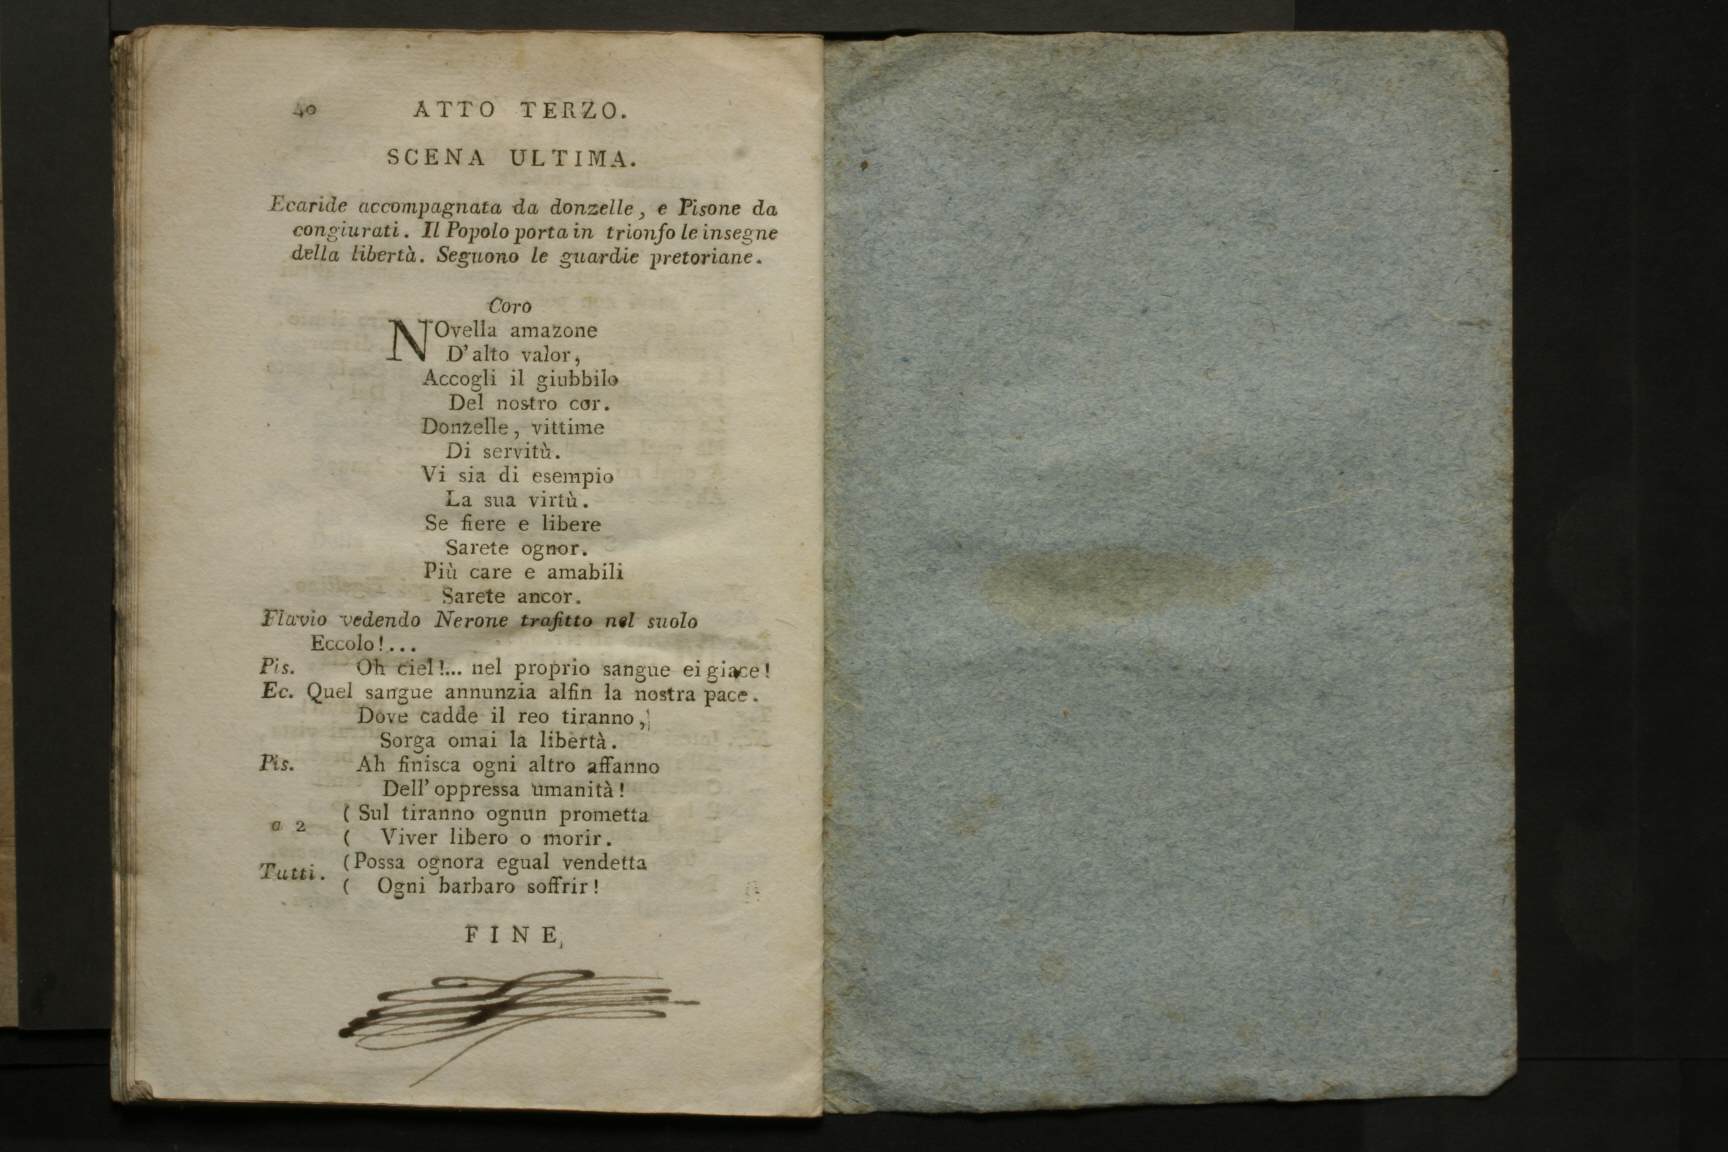 40 ATTO TERZO.
SCENA ULTIMA.
Ecaride accompagnata da donzelle, e Pisone da
congiurati. Il Popolo porta in trionfo le insegne
della libertà. Seguono le guardie pretoriane.
Coro
NOvella amazone
D'alto valor,
Accogli il giubbilo
Del nostro cor.
Donzelle, vittime
Di servitù.
Vi sia di esempio
La sua virtù.
Se fiere e libere
Sarete ognor.
Più care e amabili
Sarete ancor.
Flavio vedendo Nerone trafitto nel suolo
Eccolo!...
Pis. Oh ciel!... nel proprio sangue ei giace!
Ec. Quel sangue annunzia alfin la nostra pace.
Dove cadde il reo tiranno,
Sorga omai la libertà.
Pis. Ah finisca ogni altro affanno
Dell' oppressa umanità!
a 2 ( Sul tiranno ognun prometta
( Viver libero o morir.
Tutti. (Possa ognora egual vendetta
( Ogni barbaro soffrir!
FINE,